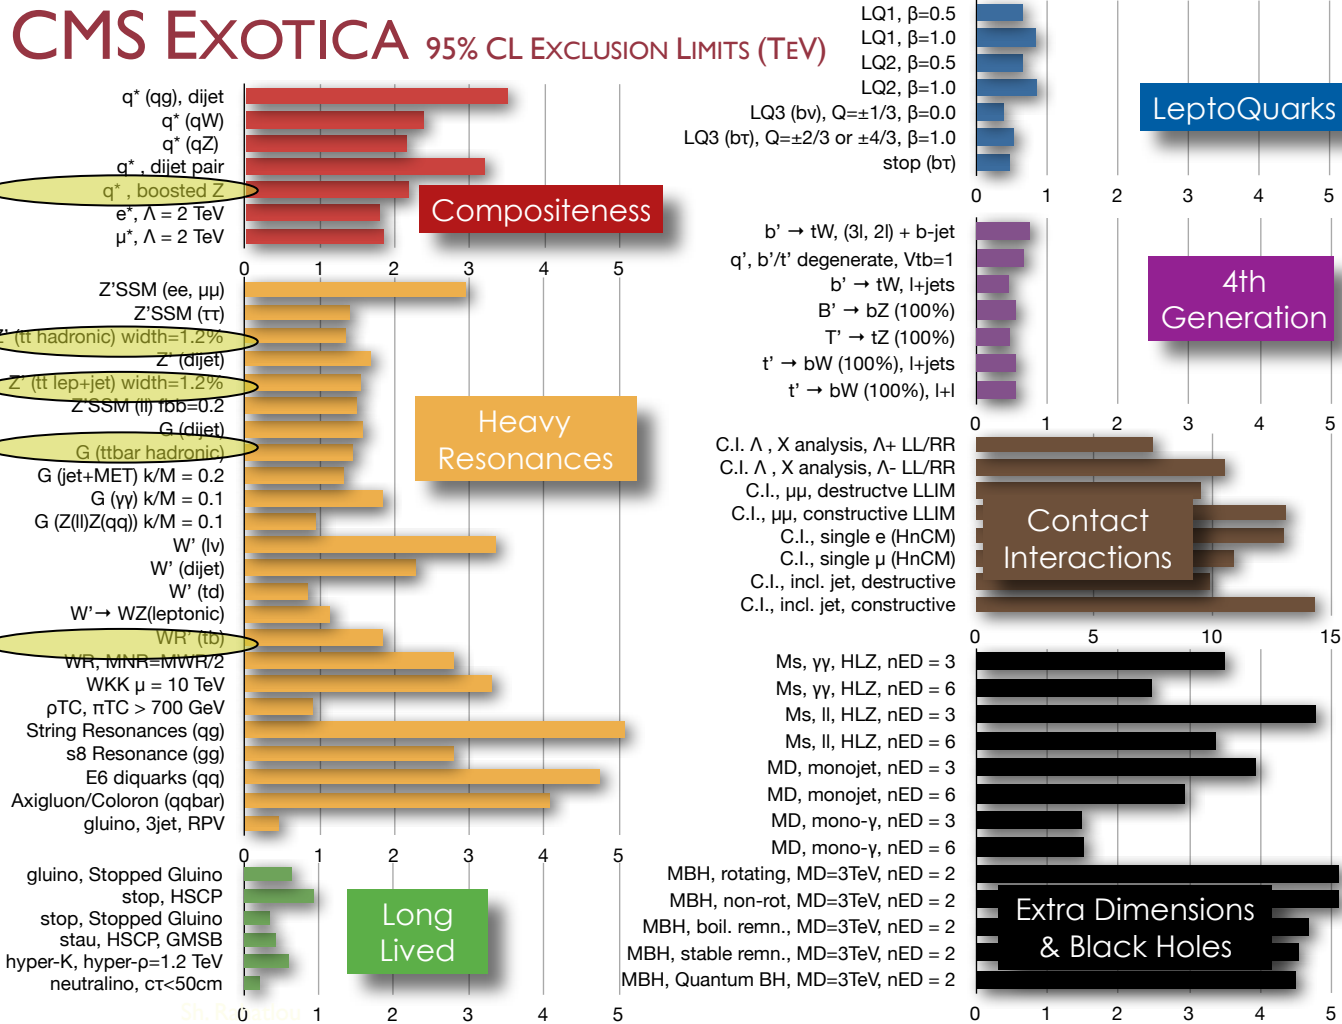 CMS EXOTICA 95% CL EXCLUSION LIMITS (TEV)
q* (qg), dijet
q* (qW)
q* (qZ)
q* , dijet pair
q* , boosted Z
e*, Λ = 2 TeV
μ*, Λ = 2 TeV
Compositeness
0 1 2 3 4 5
Z'SSM (ee, μμ)
Z'SSM (ττ)
Z' (tt hadronic) width=1.2%
Z' (dijet)
Z' (tt lep+jet) width=1.2%
Z'SSM (ll) fbb=0.2
G (dijet)
G (ttbar hadronic)
G (jet+MET) k/M = 0.2
G (γγ) k/M = 0.1
G (Z(ll)Z(qq)) k/M = 0.1
W' (lν)
W' (dijet)
W' (td)
W'→ WZ(leptonic)
WR' (tb)
WR, MNR=MWR/2
WKK μ = 10 TeV
ρTC, πTC > 700 GeV
String Resonances (qg)
s8 Resonance (gg)
E6 diquarks (qq)
Axigluon/Coloron (qqbar)
gluino, 3jet, RPV
Heavy
Resonances
0 1 2 3 4 5
gluino, Stopped Gluino
stop, HSCP
stop, Stopped Gluino
stau, HSCP, GMSB
hyper-K, hyper-ρ=1.2 TeV
neutralino, cτ<50cm
Long
Lived
0 1 2 3 4 5
LQ1, β=0.5
LQ1, β=1.0
LQ2, β=0.5
LQ2, β=1.0
LQ3 (bν), Q=±1/3, β=0.0
LQ3 (bτ), Q=±2/3 or ±4/3, β=1.0
stop (bτ)
LeptoQuarks
0 1 2 3 4 5
b' → tW, (3l, 2l) + b-jet
q', b'/t' degenerate, Vtb=1
b' → tW, l+jets
B' → bZ (100%)
T' → tZ (100%)
t' → bW (100%), l+jets
t' → bW (100%), l+l
4th
Generation
0 1 2 3 4 5
C.I. Λ , X analysis, Λ+ LL/RR
C.I. Λ , X analysis, Λ- LL/RR
C.I., μμ, destructve LLIM
C.I., μμ, constructive LLIM
C.I., single e (HnCM)
C.I., single μ (HnCM)
C.I., incl. jet, destructive
C.I., incl. jet, constructive
Contact
Interactions
0 5 10 15
Ms, γγ, HLZ, nED = 3
Ms, γγ, HLZ, nED = 6
Ms, ll, HLZ, nED = 3
Ms, ll, HLZ, nED = 6
MD, monojet, nED = 3
MD, monojet, nED = 6
MD, mono-γ, nED = 3
MD, mono-γ, nED = 6
MBH, rotating, MD=3TeV, nED = 2
MBH, non-rot, MD=3TeV, nED = 2
MBH, boil. remn., MD=3TeV, nED = 2
MBH, stable remn., MD=3TeV, nED = 2
MBH, Quantum BH, MD=3TeV, nED = 2
Extra Dimensions
& Black Holes
0 1 2 3 4 5